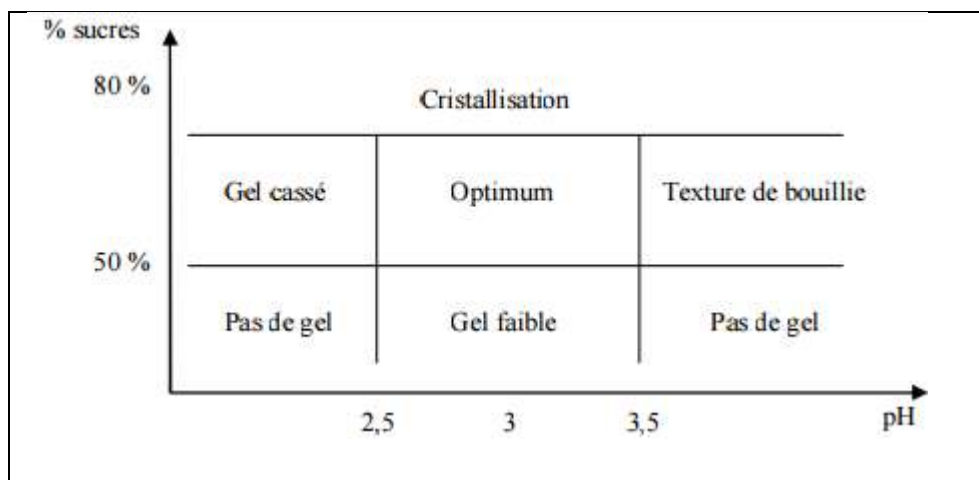 % sucres
80 %
Cristallisation
Gel cassé Optimum Texture de bouillie
50 %
Pas de gel Gel faible Pas de gel
2,5 3 3,5 pH